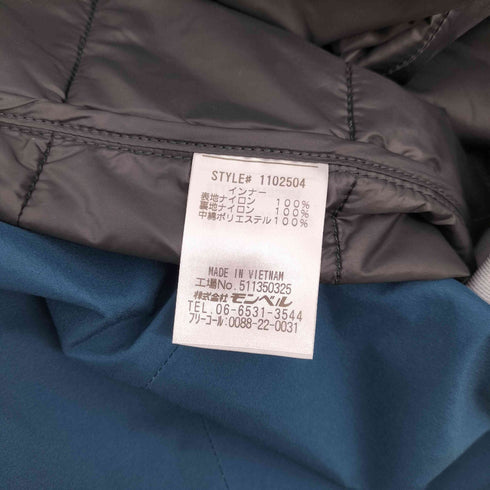 STYLE# 1102504
インナー
表地ナイロン 100%
裏地ナイロン 100%
中綿ポリエステル 100%
MADE IN VIETNAM
工場No.511350325
株式会社 モンベル
TEL.06-6531-3544
フリーコール:0088-22-0031